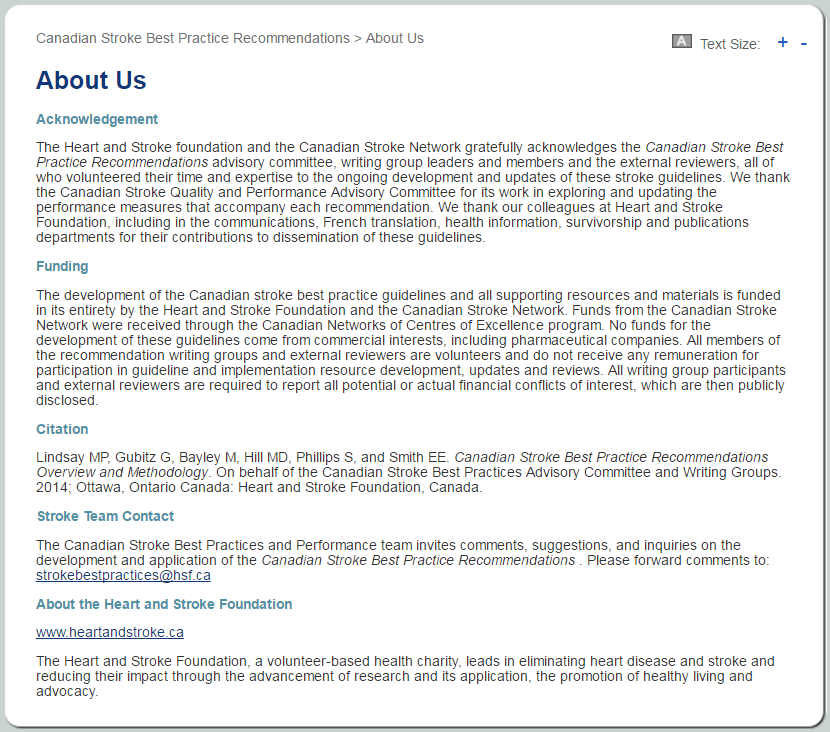 Canadian Stroke Best Practice Recommendations > About Us
A Text Size: + -
About Us
Acknowledgement
The Heart and Stroke foundation and the Canadian Stroke Network gratefully acknowledges the Canadian Stroke Best
Practice Recommendations advisory committee, writing group leaders and members and the external reviewers, all of
who volunteered their time and expertise to the ongoing development and updates of these stroke guidelines. We thank
the Canadian Stroke Quality and Performance Advisory Committee for its work in exploring and updating the
performance measures that accompany each recommendation. We thank our colleagues at Heart and Stroke
Foundation, including in the communications, French translation, health information, survivorship and publications
departments for their contributions to dissemination of these guidelines.
Funding
The development of the Canadian stroke best practice guidelines and all supporting resources and materials is funded
in its entirety by the Heart and Stroke Foundation and the Canadian Stroke Network. Funds from the Canadian Stroke
Network were received through the Canadian Networks of Centres of Excellence program. No funds for the
development of these guidelines come from commercial interests, including pharmaceutical companies. All members of
the recommendation writing groups and external reviewers are volunteers and do not receive any remuneration for
participation in guideline and implementation resource development, updates and reviews. All writing group participants
and external reviewers are required to report all potential or actual financial conflicts of interest, which are then publicly
disclosed.
Citation
Lindsay MP, Gubitz G, Bayley M, Hill MD, Phillips S, and Smith EE. Canadian Stroke Best Practice Recommendations
Overview and Methodology. On behalf of the Canadian Stroke Best Practices Advisory Committee and Writing Groups.
2014; Ottawa, Ontario Canada: Heart and Stroke Foundation, Canada.
Stroke Team Contact
The Canadian Stroke Best Practices and Performance team invites comments, suggestions, and inquiries on the
development and application of the Canadian Stroke Best Practice Recommendations . Please forward comments to:
strokebestpractices@hsf.ca
About the Heart and Stroke Foundation
www.heartandstroke.ca
The Heart and Stroke Foundation, a volunteer-based health charity, leads in eliminating heart disease and stroke and
reducing their impact through the advancement of research and its application, the promotion of healthy living and
advocacy.